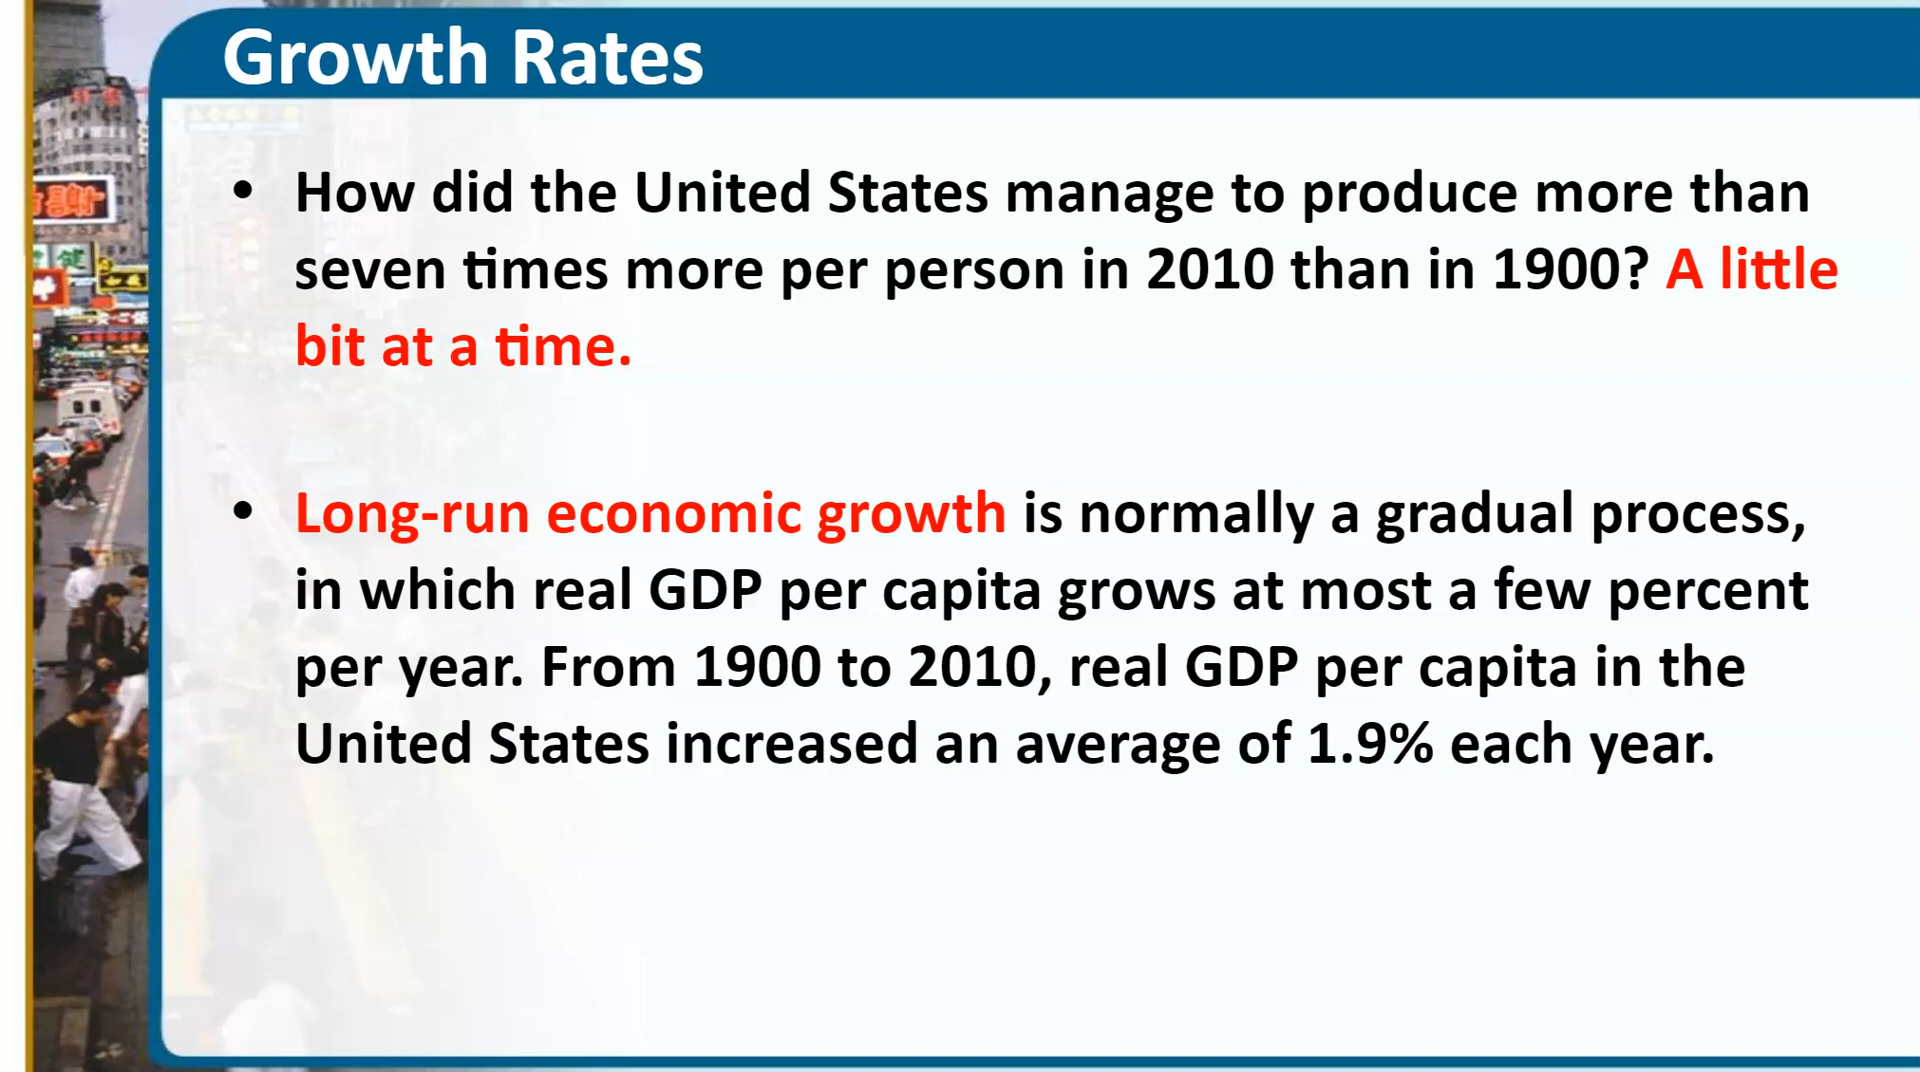 Growth Rates
• How did the United States manage to produce more than
seven times more per person in 2010 than in 1900? A little
bit at a time.
• Long-run economic growth is normally a gradual process,
in which real GDP per capita grows at most a few percent
per year. From 1900 to 2010, real GDP per capita in the
United States increased an average of 1.9% each year.
健